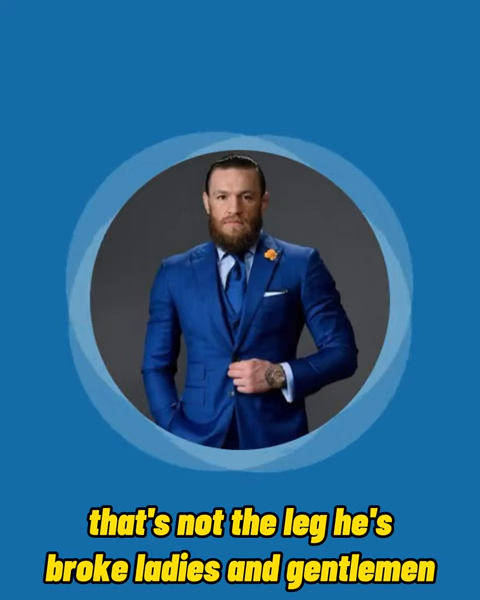 that's not the leg he's
broke ladies and gentlemen